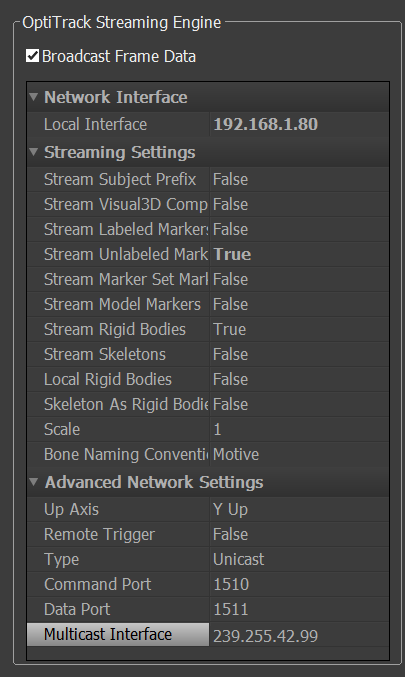 OptiTrack Streaming Engine
Broadcast Frame Data
Network Interface
Local Interface 192.168.1.80
Streaming Settings
Stream Subject Prefix False
Stream Visual3D Comp False
Stream Labeled Markers False
Stream Unlabeled Mark True
Stream Marker Set Mark False
Stream Model Markers False
Stream Rigid Bodies True
Stream Skeletons False
Local Rigid Bodies False
Skeleton As Rigid Bodie False
Scale 1
Bone Naming Conventi Motive
Advanced Network Settings
Up Axis Y Up
Remote Trigger False
Type Unicast
Command Port 1510
Data Port 1511
Multicast Interface 239.255.42.99